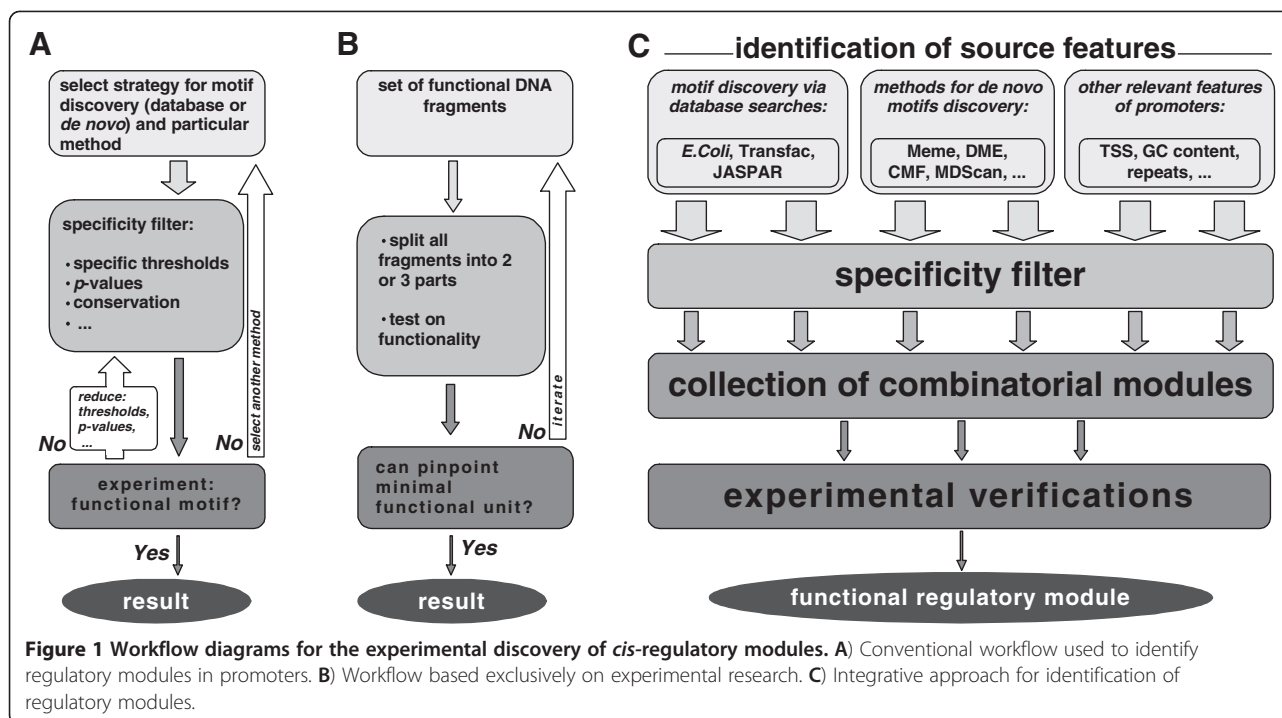 A
select strategy for motif
discovery (database or
de novo) and particular
method
specificity filter:
• specific thresholds
• p-values
• conservation
• ...
reduce:
thresholds,
p-values,
...
No
No
select another method
experiment:
functional motif?
Yes
result
B
set of functional DNA
fragments
• split all
fragments into 2
or 3 parts
• test on
functionality
No
iterate
can pinpoint
minimal
functional unit?
Yes
result
C
identification of source features
motif discovery via
database searches:
E.Coli, Transfac,
JASPAR
methods for de novo
motifs discovery:
Meme, DME,
CMF, MDScan, ...
other relevant features
of promoters:
TSS, GC content,
repeats, ...
specificity filter
collection of combinatorial modules
experimental verifications
functional regulatory module
Figure 1 Workflow diagrams for the experimental discovery of cis-regulatory modules. A) Conventional workflow used to identify
regulatory modules in promoters. B) Workflow based exclusively on experimental research. C) Integrative approach for identification of
regulatory modules.